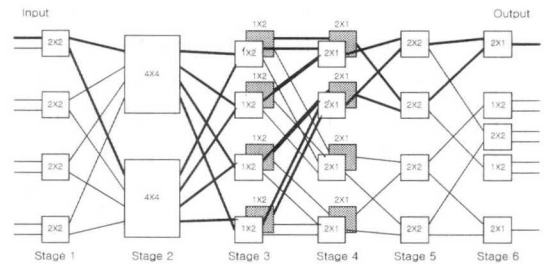 Input Output
1X2 2X1
2X2 2X2 2X1
1X2 2X1
4X4 1X2 2X1
2X2 1X2 2X1 2X2 1X2
1X2 2X1 2X2
2X2 1X2 2X1 2X2 1X2
4X4 1X2 2X1
2X2 1X2 2X1 2X2 2X1
Stage 1 Stage 2 Stage 3 Stage 4 Stage 5 Stage 6